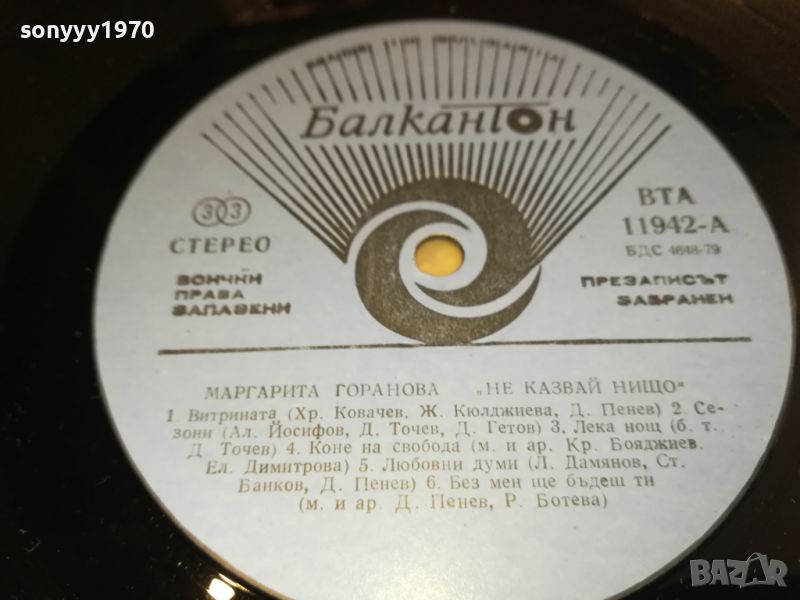 sonyyy1970
Балкантон
33
СТЕРЕО
ВТА
11942-А
БДС 4648-79
ВСИЧКИ
ПРАВА
ЗАПАЗЕНИ
ПРЕЗАПИСЪТ
ЗАБРАНЕН
МАРГАРИТА ГОРАНОВА „НЕ КАЗВАЙ НИЩО“
1. Витрината (Хр. Ковачев, Ж. Кюлджиева, Д. Пенев) 2. Се-
зони (Ал. Йосифов, Д. Точев, Д. Гетов) 3. Лека нощ (б. т.,
Д. Точев) 4. Коне на свобода (м. и ар. Кр. Бояджиев,
Ел. Димитрова) 5. Любовни думи (Л. Дамянов, Ст.
Банков, Д. Пенев) 6. Без мен ще бъдеш ти
(м. и ар. Д. Пенев, Р. Ботева)
BAZAR